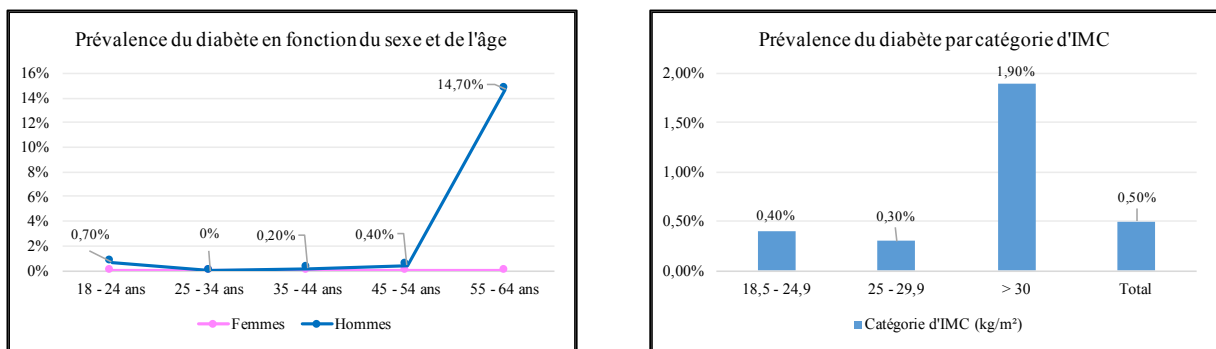 Prévalence du diabète en fonction du sexe et de l'âge
16%
14%
12%
10%
8%
6%
4%
2%
0%
14,70%
0,70%
0%
0,20%
0,40%
18 - 24 ans
25 - 34 ans
35 - 44 ans
45 - 54 ans
55 - 64 ans
Femmes
Hommes
Prévalence du diabète par catégorie d'IMC
2,00%
1,50%
1,00%
0,50%
0,00%
0,40%
0,30%
1,90%
0,50%
18,5 - 24,9
25 - 29,9
> 30
Total
Catégorie d'IMC (kg/m²)